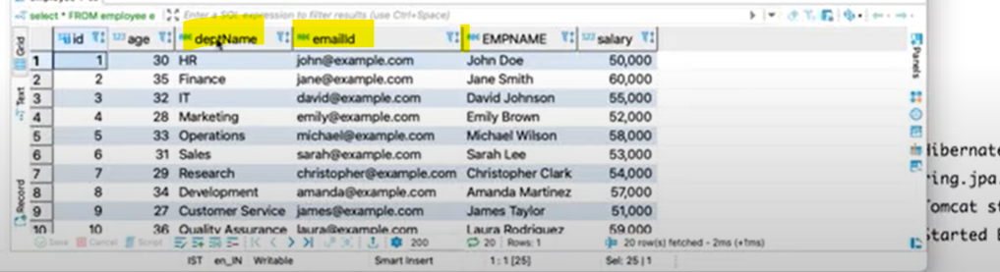 select * FROM employee e Enter a SQL expression to filter results (use Ctrl+Space)
Grid
Text
Record
id age deptName emailId EMPNAME salary
1 1 30 HR john@example.com John Doe 50,000
2 2 35 Finance jane@example.com Jane Smith 60,000
3 3 32 IT david@example.com David Johnson 55,000
4 4 28 Marketing emily@example.com Emily Brown 52,000
5 5 33 Operations michael@example.com Michael Wilson 58,000
6 6 31 Sales sarah@example.com Sarah Lee 53,000
7 7 29 Research christopher@example.com Christopher Clark 54,000
8 8 34 Development amanda@example.com Amanda Martinez 57,000
9 9 27 Customer Service james@example.com James Taylor 51,000
10 10 36 Quality Assurance laura@example.com Laura Rodriguez 59,000
Save Cancel Script 200 20 Rows: 1 20 row(s) fetched - 2ms (+1ms)
IST en_IN Writable Smart Insert 1 : 1 [25] Sel: 25 | 1
Panels
Hibernate
ring.jpa.
Tomcat st
Started